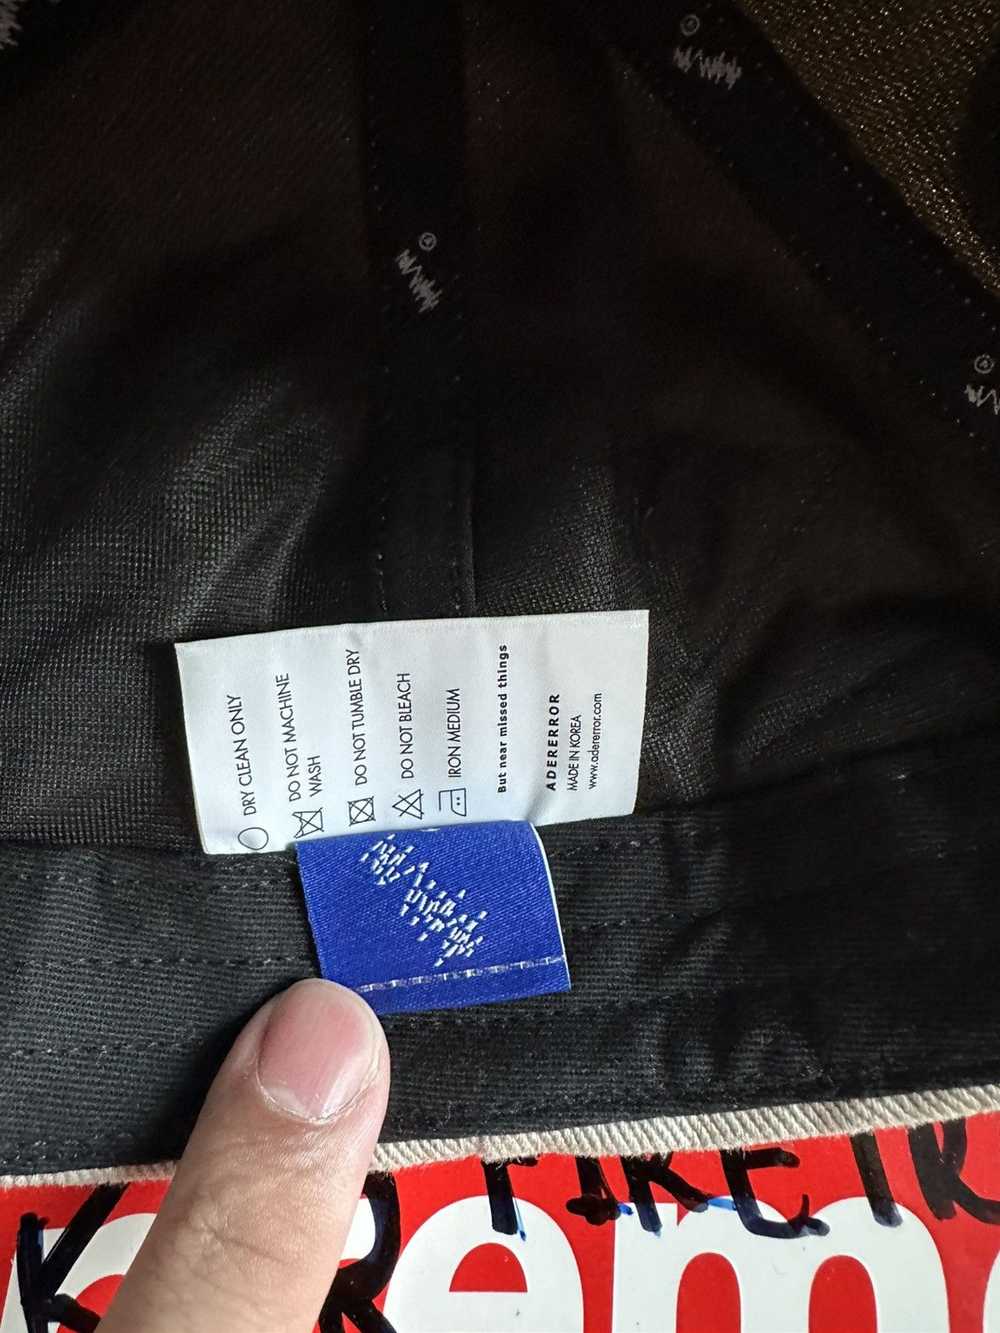 DRY CLEAN ONLY
DO NOT MACHINE
WASH
DO NOT TUMBLE DRY
DO NOT BLEACH
IRON MEDIUM
But near missed things
ADERERROR
MADE IN KOREA
www.adererror.com